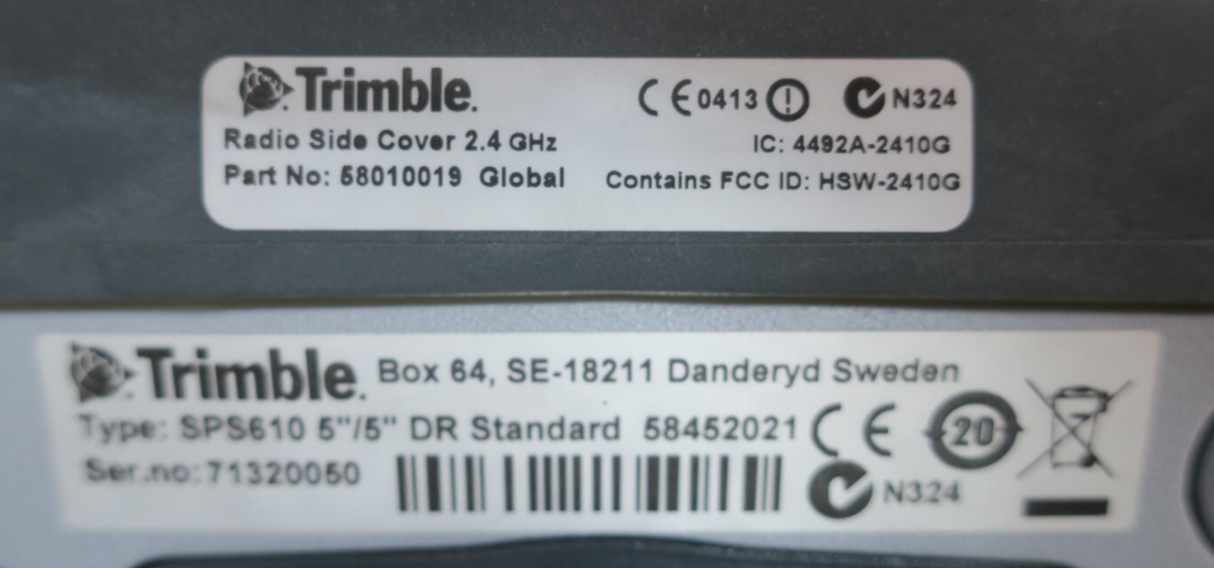 Trimble. CE0413 N324
Radio Side Cover 2.4 GHz IC: 4492A-2410G
Part No: 58010019 Global Contains FCC ID: HSW-2410G
Trimble. Box 64, SE-18211 Danderyd Sweden
Type: SPS610 5"/5" DR Standard 58452021 CE 20
Ser.no:71320050 N324